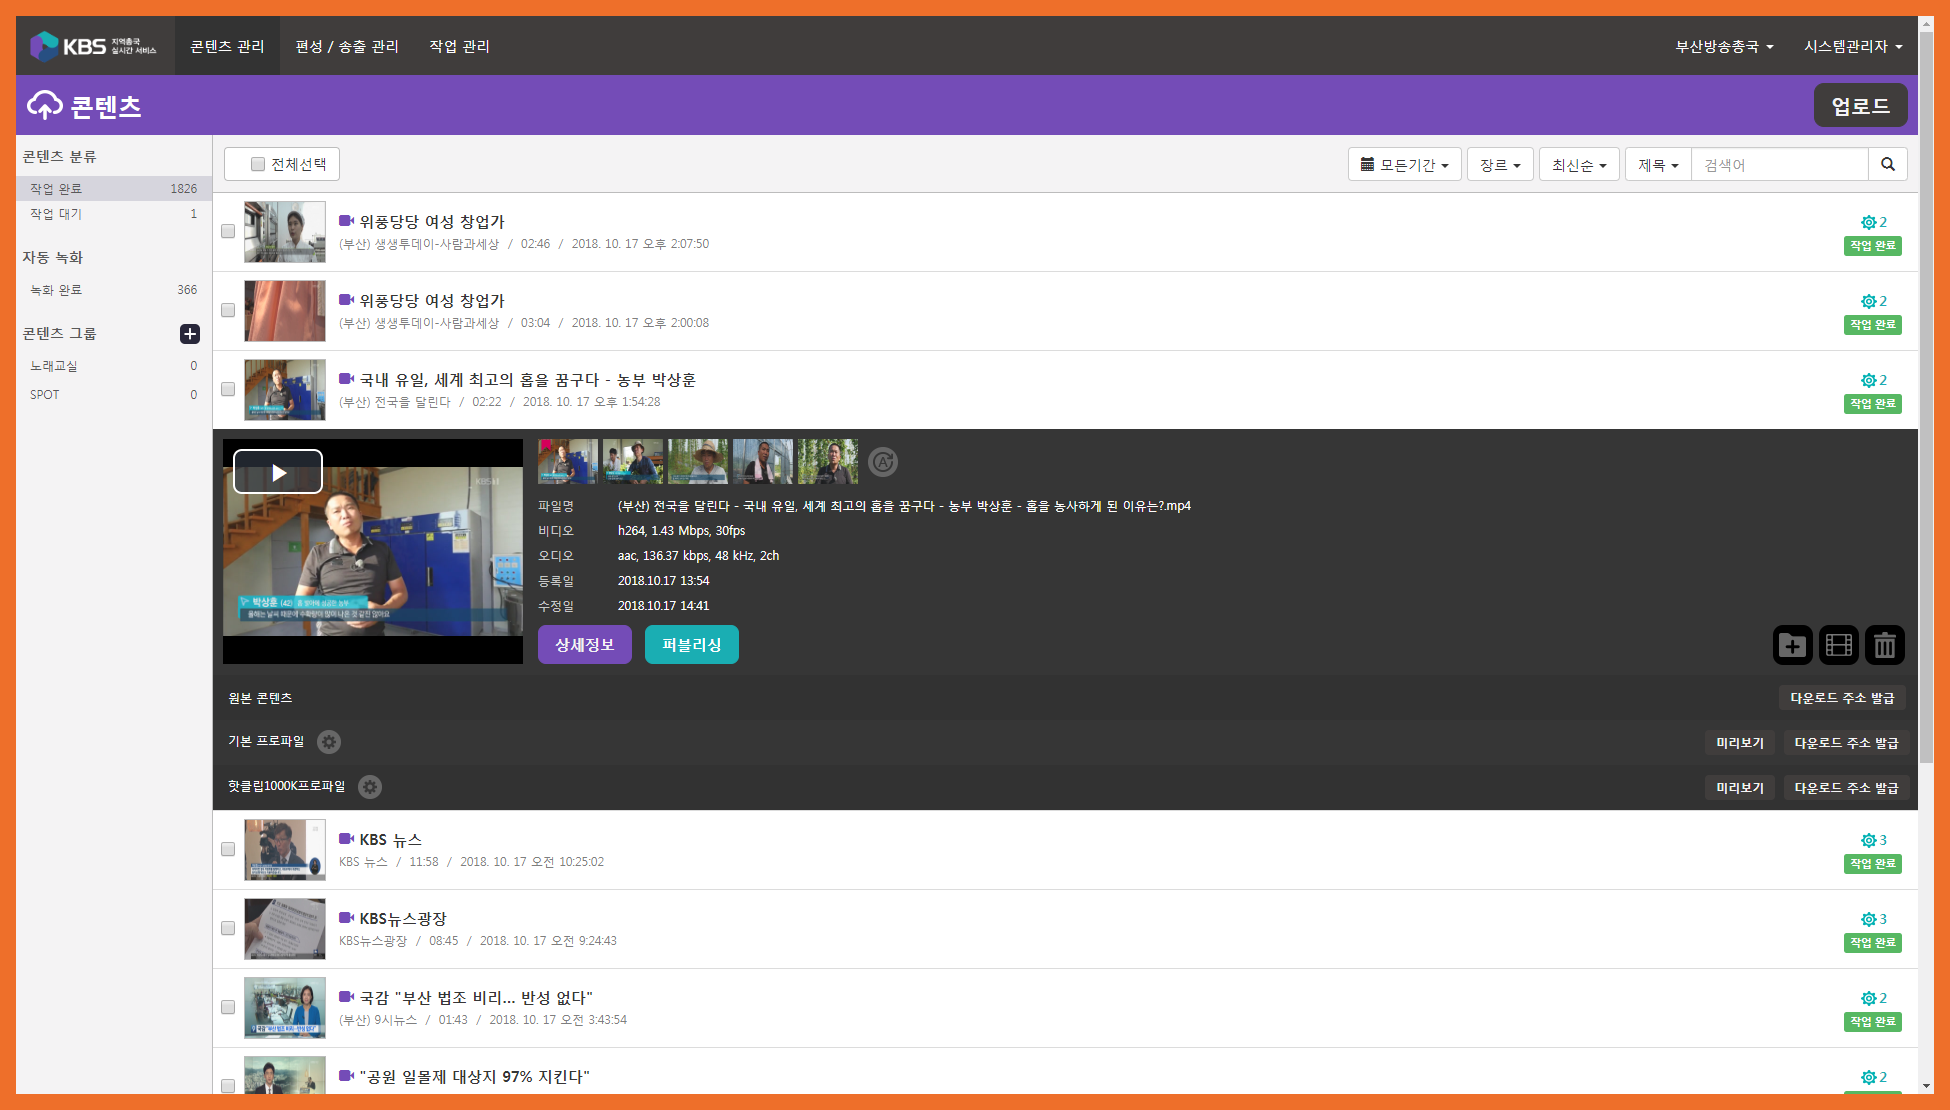 KBS 지역총국 실시간 서비스
콘텐츠 관리 편성 / 송출 관리 작업 관리 부산방송총국 시스템관리자
콘텐츠 업로드
콘텐츠 분류
작업 완료 1826
작업 대기 1
자동 녹화
녹화 완료 366
콘텐츠 그룹
노래교실 0
SPOT 0
전체선택 모든기간 장르 최신순 제목 검색어
위풍당당 여성 창업가 2
(부산) 생생투데이-사람과세상 / 02:46 / 2018. 10. 17 오후 2:07:50 작업 완료
위풍당당 여성 창업가 2
(부산) 생생투데이-사람과세상 / 03:04 / 2018. 10. 17 오후 2:00:08 작업 완료
국내 유일, 세계 최고의 홉을 꿈구다 - 농부 박상훈 2
(부산) 전국을 달린다 / 02:22 / 2018. 10. 17 오후 1:54:28 작업 완료
박상훈 (42)
파일명 (부산) 전국을 달린다 - 국내 유일, 세계 최고의 홉을 꿈구다 - 농부 박상훈 - 홉을 농사하게 된 이유는?.mp4
비디오 h264, 1.43 Mbps, 30fps
오디오 aac, 136.37 kbps, 48 kHz, 2ch
등록일 2018.10.17 13:54
수정일 2018.10.17 14:41
상세정보 퍼블리싱
원본 콘텐츠 다운로드 주소 발급
기본 프로파일 미리보기 다운로드 주소 발급
핫클립1000K프로파일 미리보기 다운로드 주소 발급
KBS 뉴스 3
KBS 뉴스 / 11:58 / 2018. 10. 17 오전 10:25:02 작업 완료
KBS뉴스광장 3
KBS뉴스광장 / 08:45 / 2018. 10. 17 오전 9:24:43 작업 완료
국감 "부산 법조 비리... 반성 없다" 2
(부산) 9시뉴스 / 01:43 / 2018. 10. 17 오전 3:43:54 작업 완료
"공원 일몰제 대상지 97% 지킨다" 2